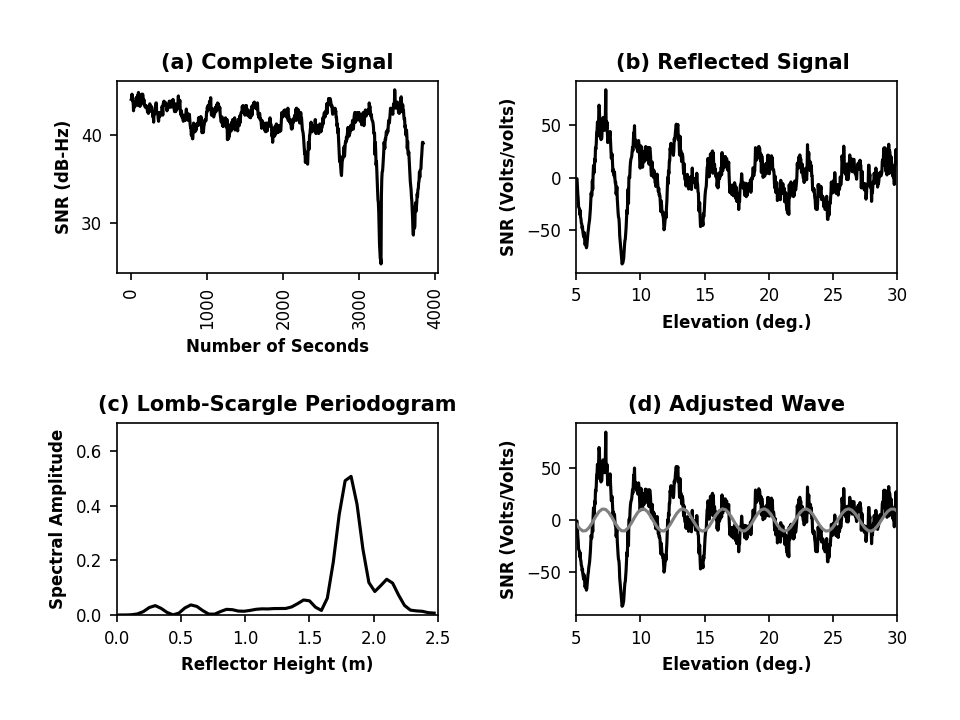 (a) Complete Signal
SNR (dB-Hz)
40
30
0
1000
2000
3000
4000
Number of Seconds
(b) Reflected Signal
SNR (Volts/volts)
50
0
−50
5 10 15 20 25 30
Elevation (deg.)
(c) Lomb-Scargle Periodogram
Spectral Amplitude
0.6
0.4
0.2
0.0
0.0 0.5 1.0 1.5 2.0 2.5
Reflector Height (m)
(d) Adjusted Wave
SNR (Volts/Volts)
50
0
−50
5 10 15 20 25 30
Elevation (deg.)